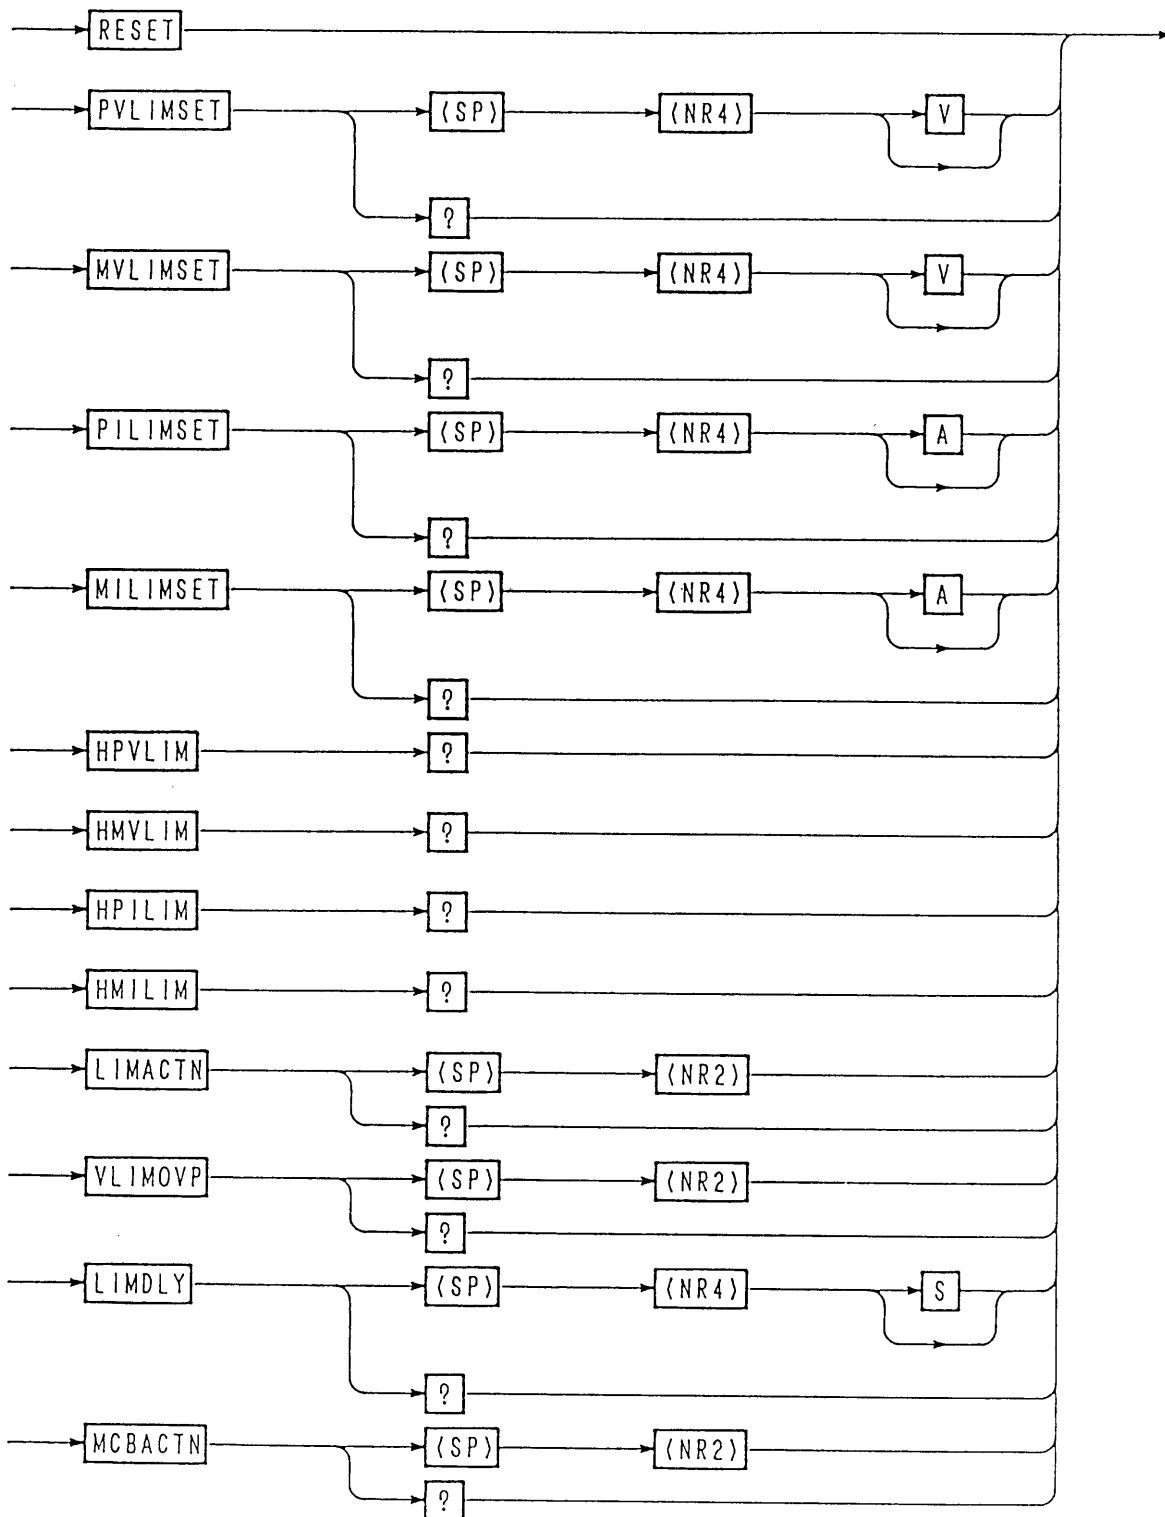 RESET
PVLIMSET ⟨SP⟩ ⟨NR4⟩ V
?
MVLIMSET ⟨SP⟩ ⟨NR4⟩ V
?
PILIMSET ⟨SP⟩ ⟨NR4⟩ A
?
MILIMSET ⟨SP⟩ ⟨NR4⟩ A
?
HPVLIM ?
HMVLIM ?
HPILIM ?
HMILIM ?
LIMACTN ⟨SP⟩ ⟨NR2⟩
?
VLIMOVP ⟨SP⟩ ⟨NR2⟩
?
LIMDLY ⟨SP⟩ ⟨NR4⟩ S
?
MCBACTN ⟨SP⟩ ⟨NR2⟩
?